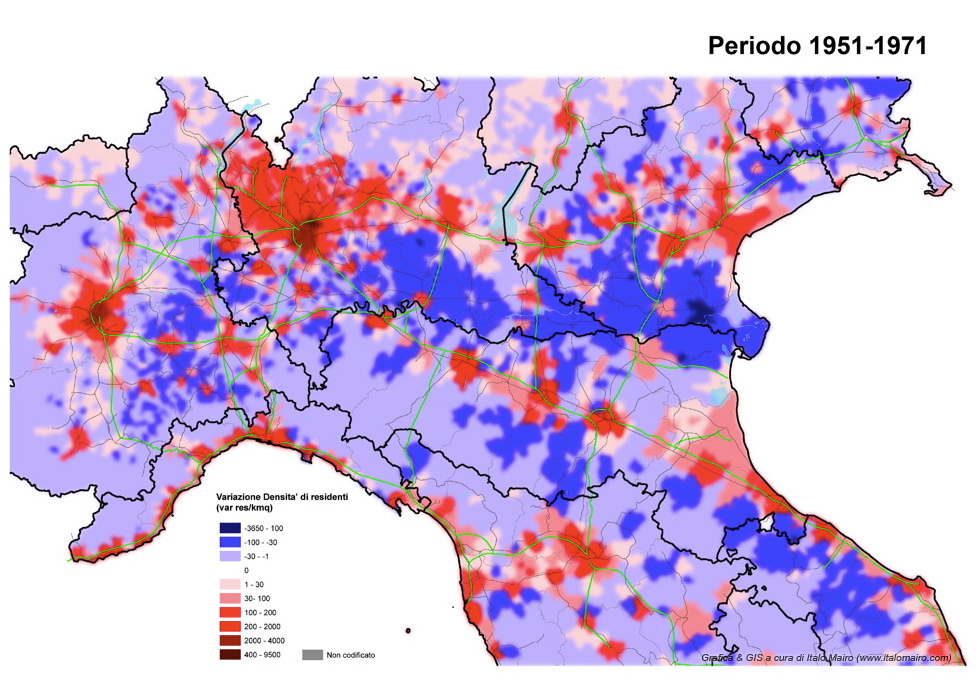 Periodo 1951-1971
Variazione Densita' di residenti
(var res/kmq)
-3650 - 100
-100 - -30
-30 - -1
0
1 - 30
30- 100
100 - 200
200 - 2000
2000 - 4000
400 - 9500
Non codificato
Grafica & GIS a cura di Italo Mairo (www.italomairo.com)